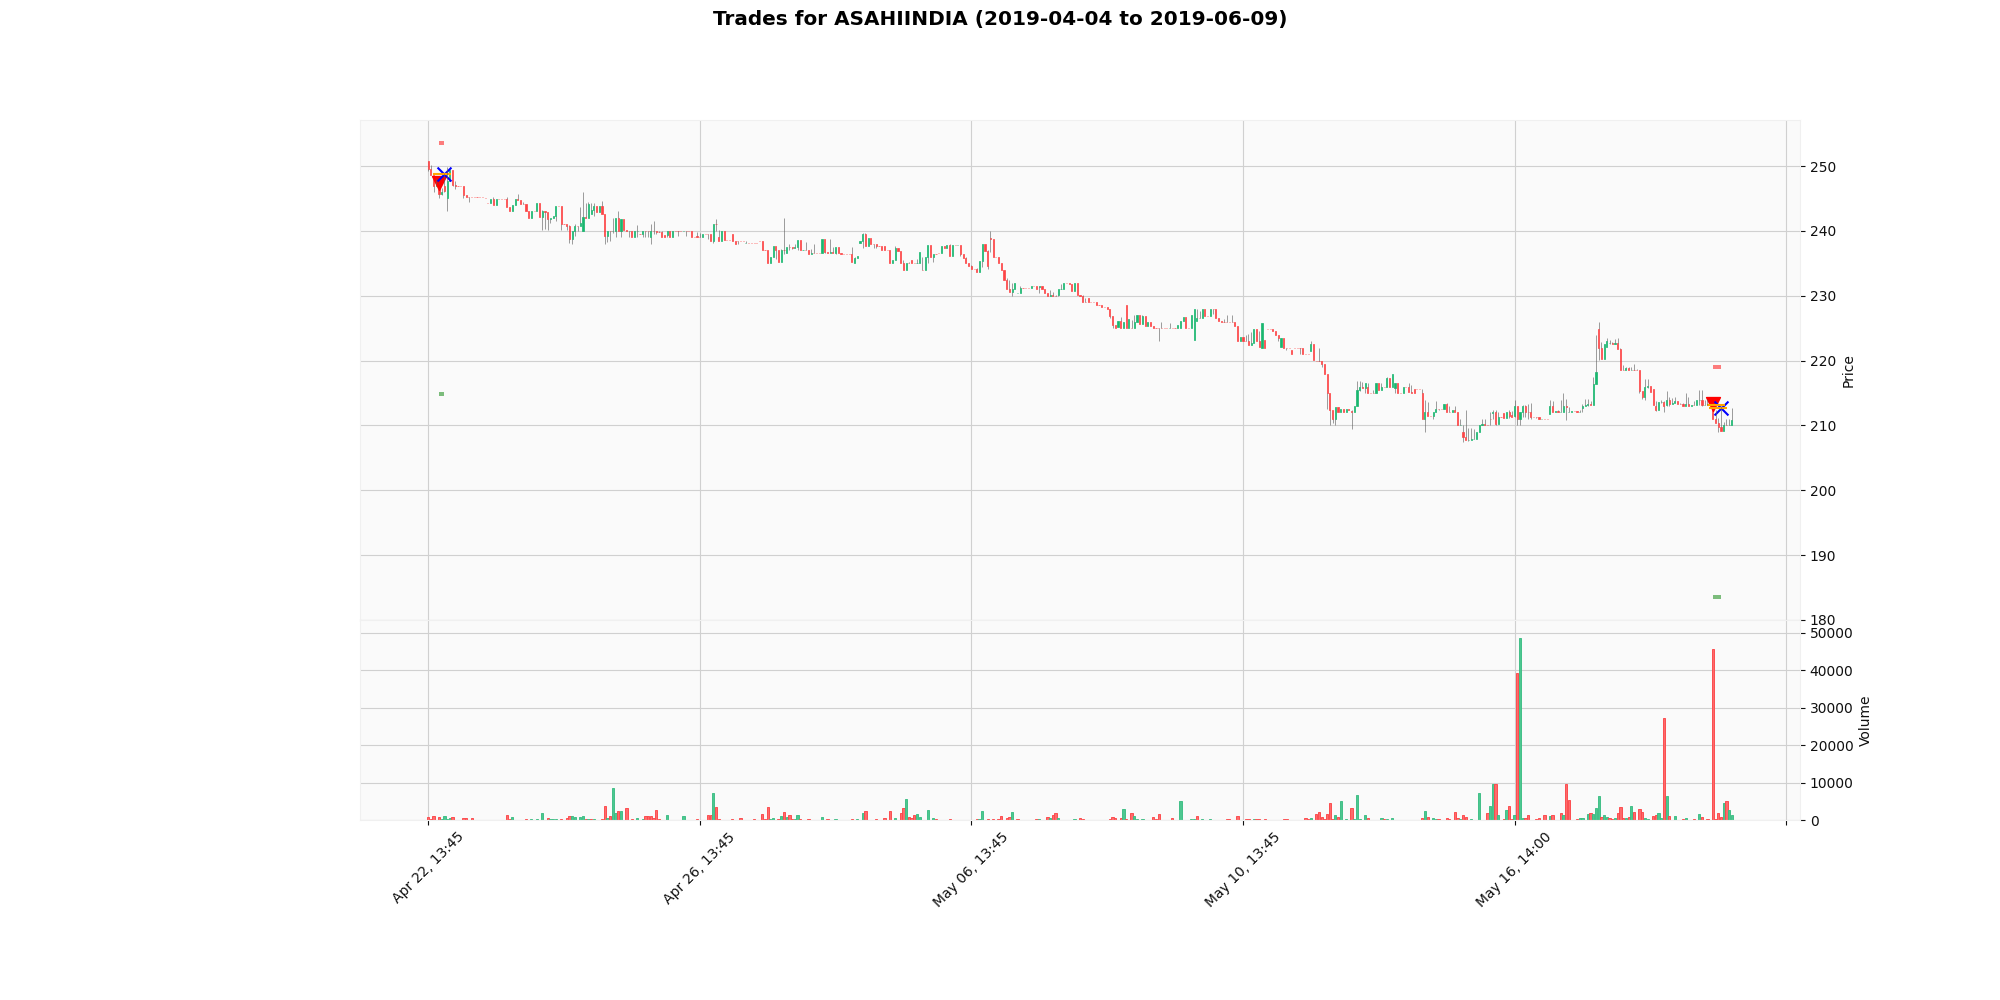 Trades for ASAHIINDIA (2019-04-04 to 2019-06-09)
250
240
230
220
210
200
190
180
Price
50000
40000
30000
20000
10000
0
Volume
Apr 22, 13:45
Apr 26, 13:45
May 06, 13:45
May 10, 13:45
May 16, 14:00